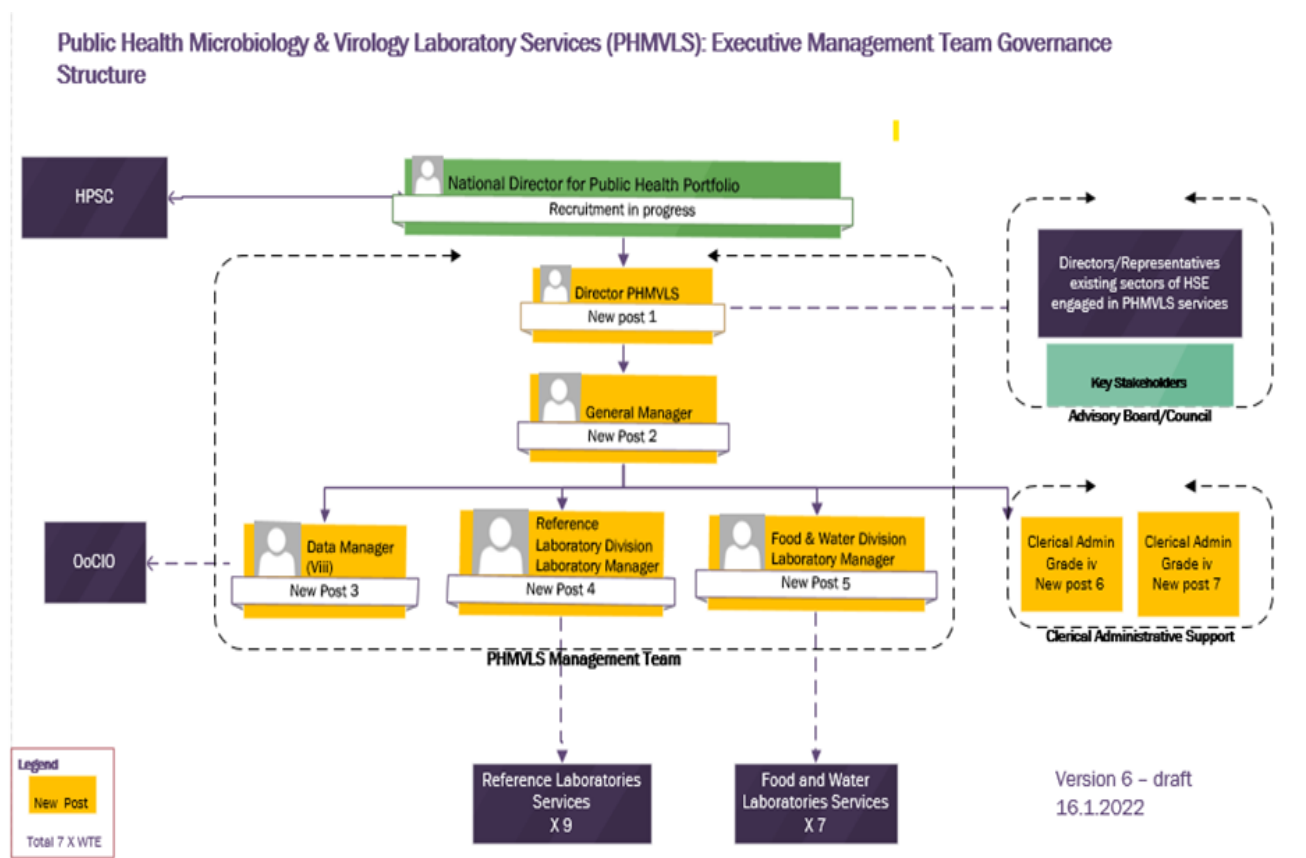 Public Health Microbiology & Virology Laboratory Services (PHMVLS): Executive Management Team Governance
Structure
HPSC
National Director for Public Health Portfolio
Recruitment in progress
Directors/Representatives
existing sectors of HSE
engaged in PHMVLS services
Key Stakeholders
Advisory Board/Council
Director PHMVLS
New post 1
General Manager
New Post 2
OoCIO
Data Manager
(Viii)
New Post 3
Reference
Laboratory Division
Laboratory Manager
New Post 4
Food & Water Division
Laboratory Manager
New Post 5
Clerical Admin
Grade iv
New post 6
Clerical Admin
Grade iv
New post 7
Clerical Administrative Support
PHMVLS Management Team
Legend
New Post
Total 7 X WTE
Reference Laboratories
Services
X 9
Food and Water
Laboratories Services
X 7
Version 6 – draft
16.1.2022